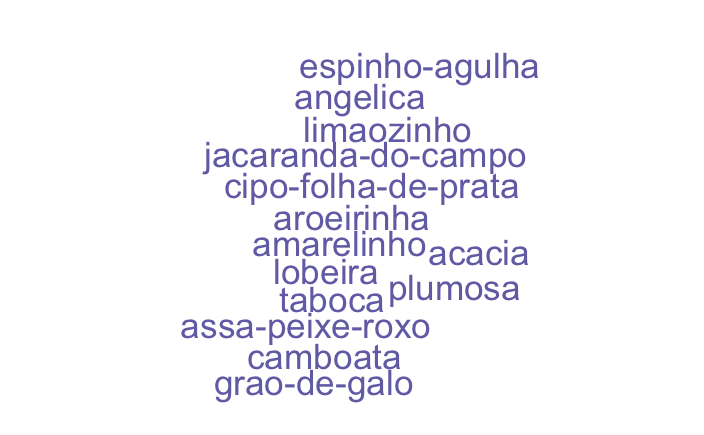 espinho-agulha
angelica
limaozinho
jacaranda-do-campo
cipo-folha-de-prata
aroeirinha
amarelinho
acacia
lobeira
plumosa
taboca
assa-peixe-roxo
camboata
grao-de-galo